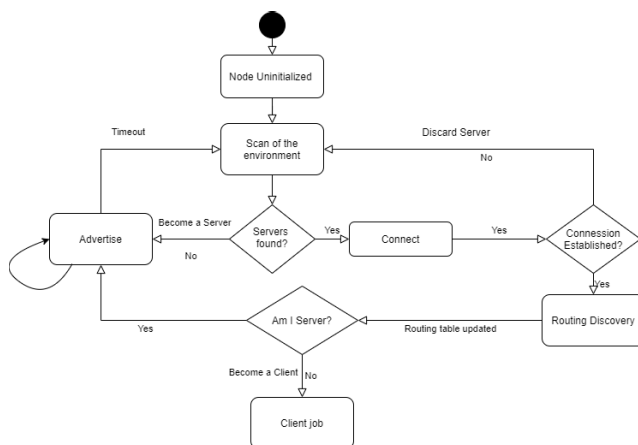 Node Uninitialized
Timeout
Scan of the
environment
Discard Server
No
Become a Server
No
Advertise
Servers
found?
Yes
Connect
Yes
Connession
Established?
Yes
Am I Server?
Yes
Routing table updated
Routing Discovery
Become a Client
No
Client job